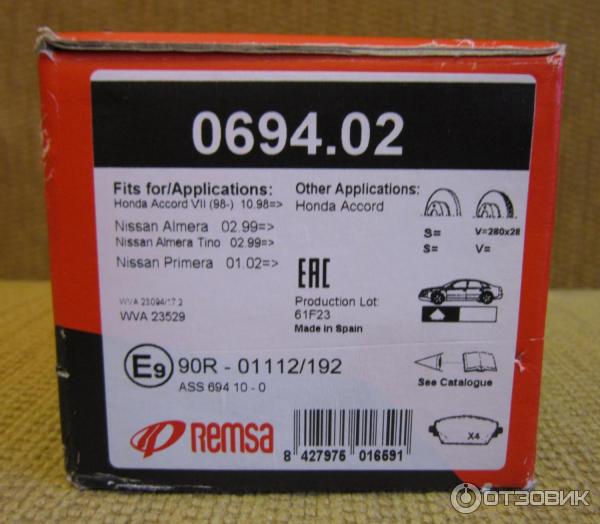 0694.02
Fits for/Applications:
Honda Accord VII (98-) 10.98=>
Nissan Almera 02.99=>
Nissan Almera Tino 02.99=>
Nissan Primera 01.02=>
WVA 23094/17.2
WVA 23529
Other Applications:
Honda Accord
EAC
Production Lot:
61F23
Made in Spain
S= V=280x28
S= V=
E9 90R - 01112/192
ASS 694 10 - 0
See Catalogue
REMSA
8 427975 016591
X4
ОТЗОВИК